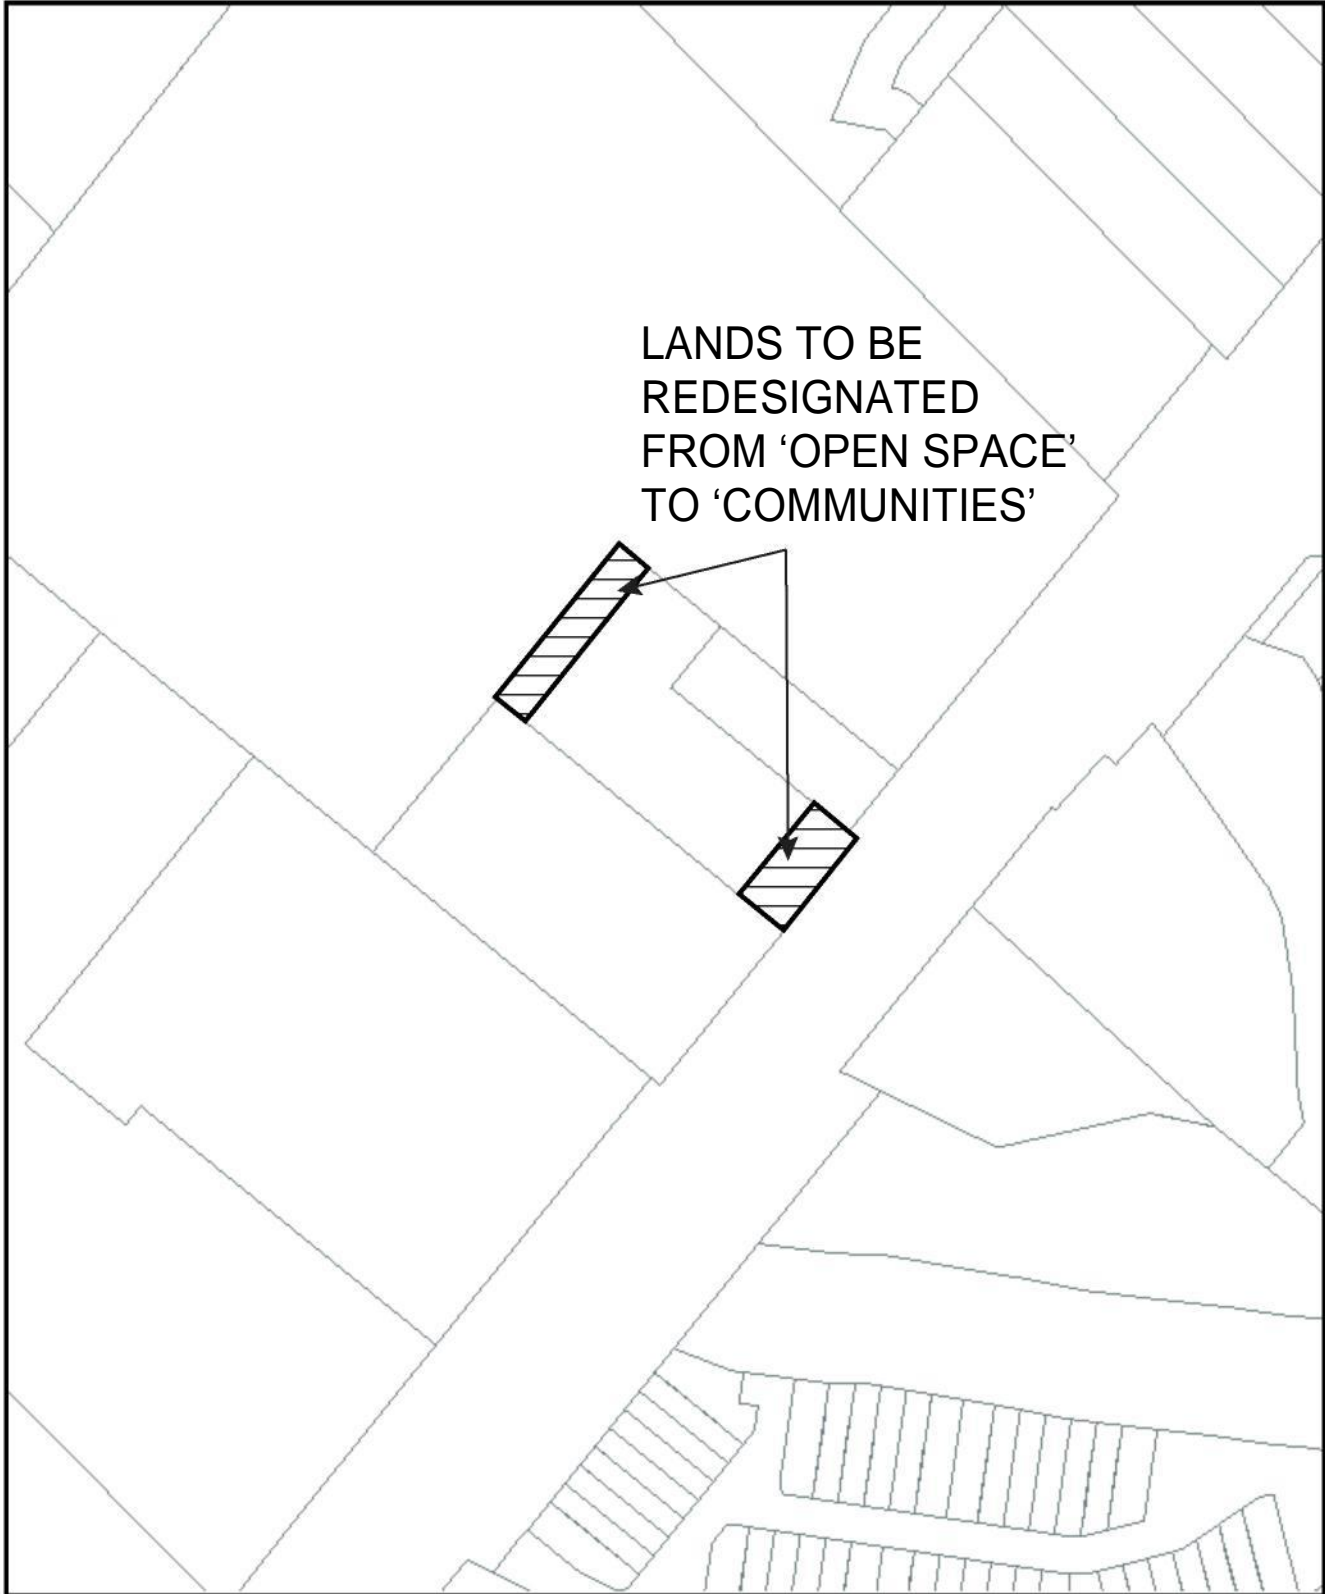 LANDS TO BE
REDESIGNATED
FROM ‘OPEN SPACE’
TO ‘COMMUNITIES’